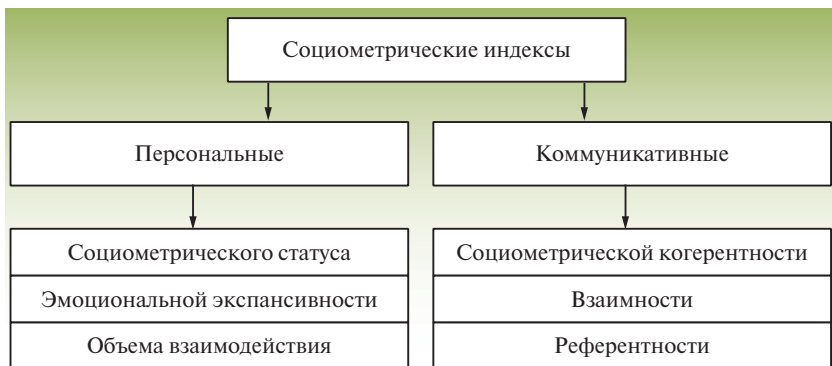 Социометрические индексы
Персональные
Коммуникативные
Социометрического статуса
Эмоциональной экспансивности
Объема взаимодействия
Социометрической когерентности
Взаимности
Референтности